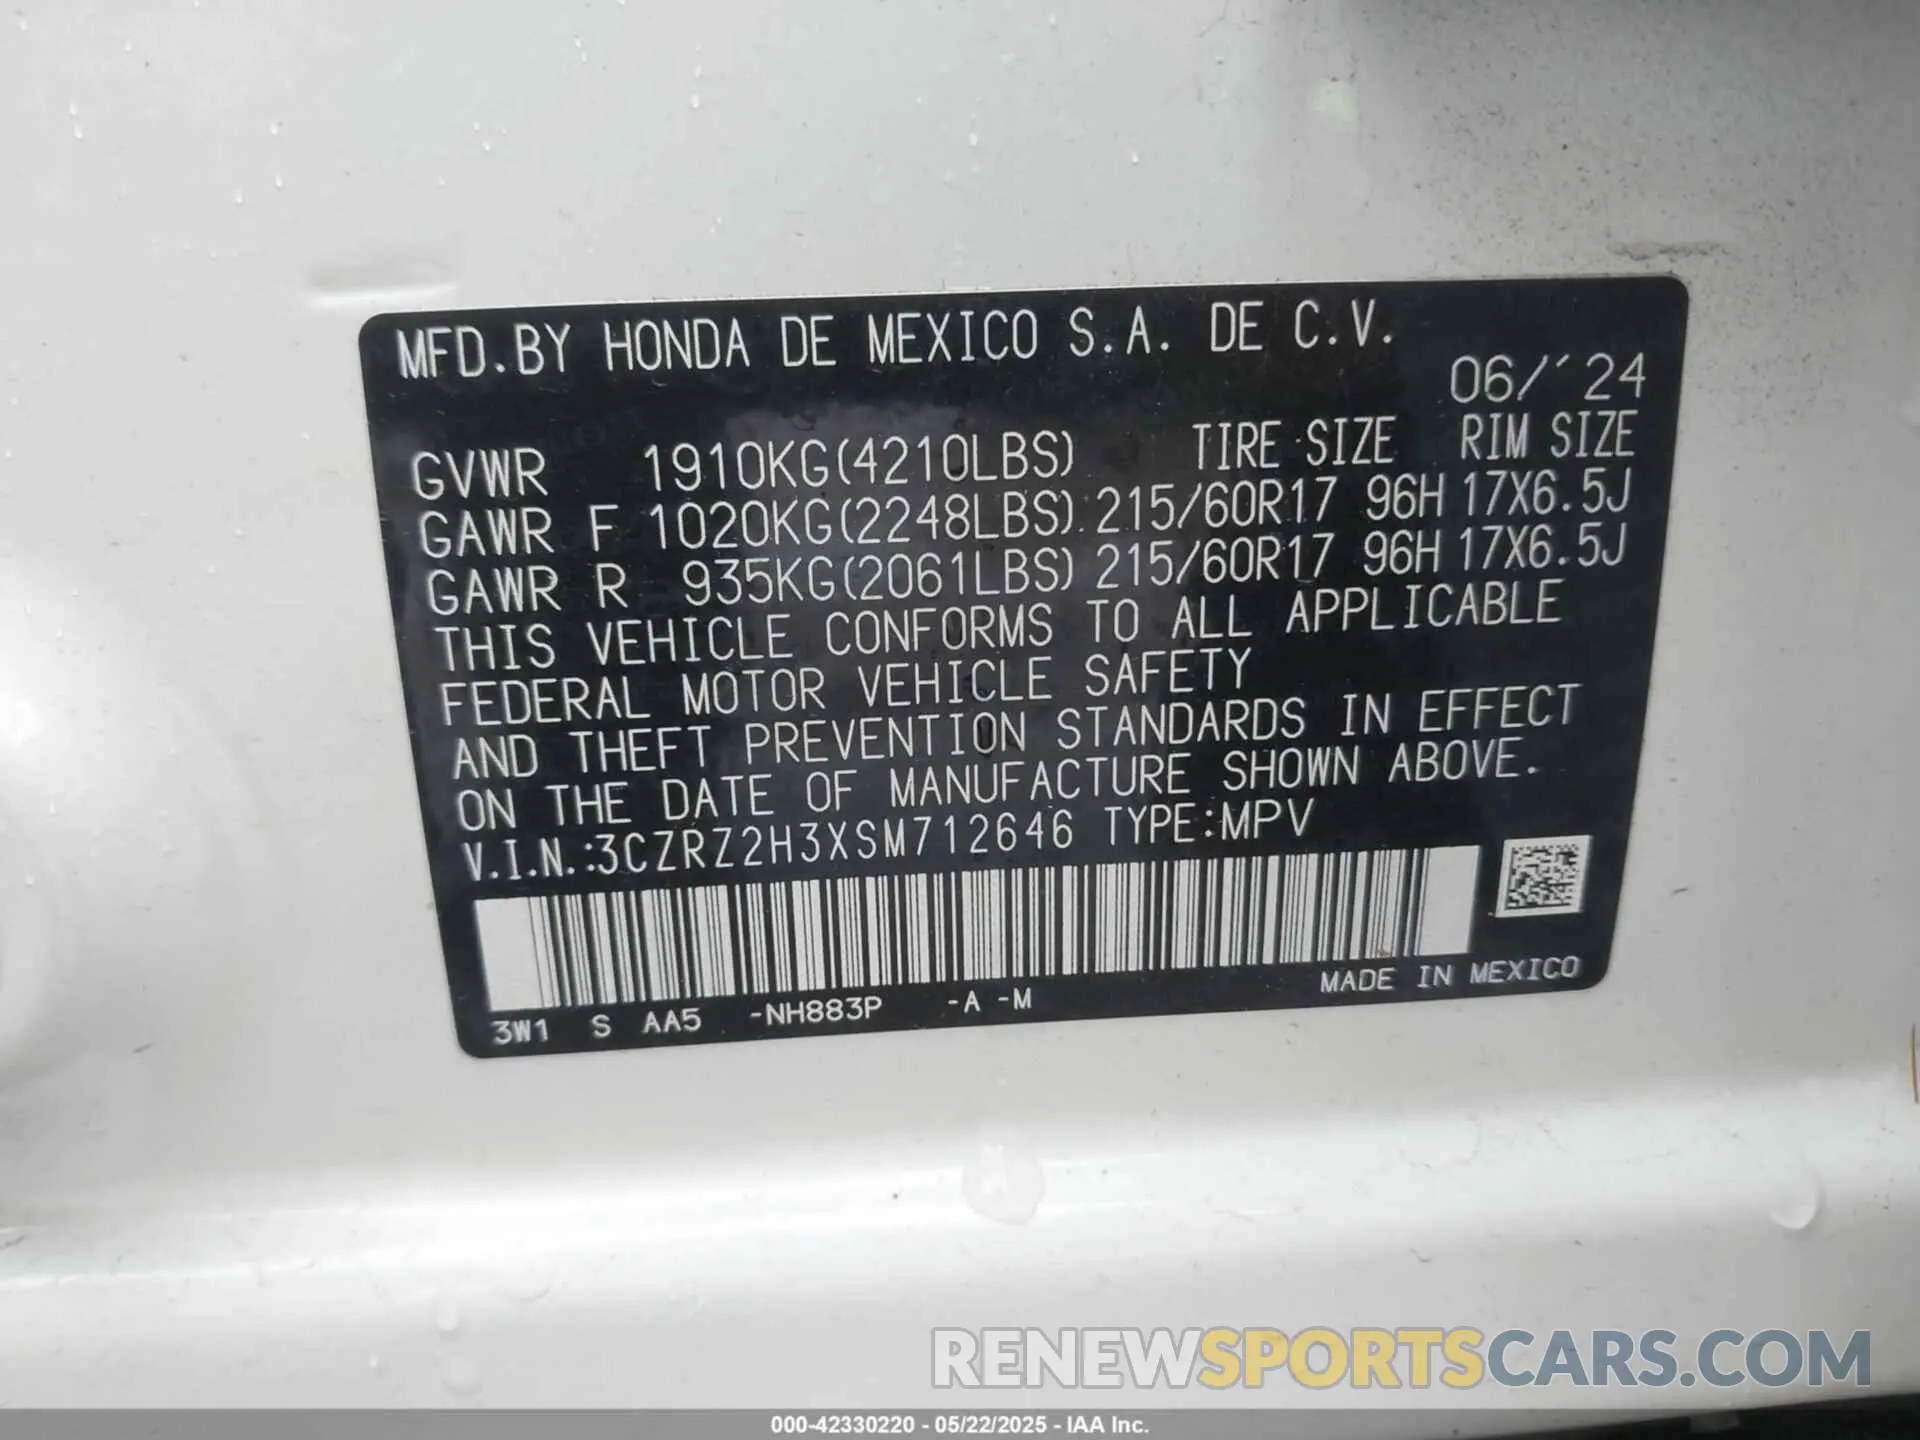 MFD.BY HONDA DE MEXICO S.A. DE C.V.
06/´24
GVWR 1910KG(4210LBS) TIRE SIZE RIM SIZE
GAWR F 1020KG(2248LBS) 215/60R17 96H 17X6.5J
GAWR R 935KG(2061LBS) 215/60R17 96H 17X6.5J
THIS VEHICLE CONFORMS TO ALL APPLICABLE
FEDERAL MOTOR VEHICLE SAFETY
AND THEFT PREVENTION STANDARDS IN EFFECT
ON THE DATE OF MANUFACTURE SHOWN ABOVE.
V.I.N.:3CZRZ2H3XSM712646 TYPE:MPV
3W1 S AA5 -NH883P -A -M MADE IN MEXICO
RENEWSPORTSCARS.COM
000-42330220 - 05/22/2025 - IAA Inc.